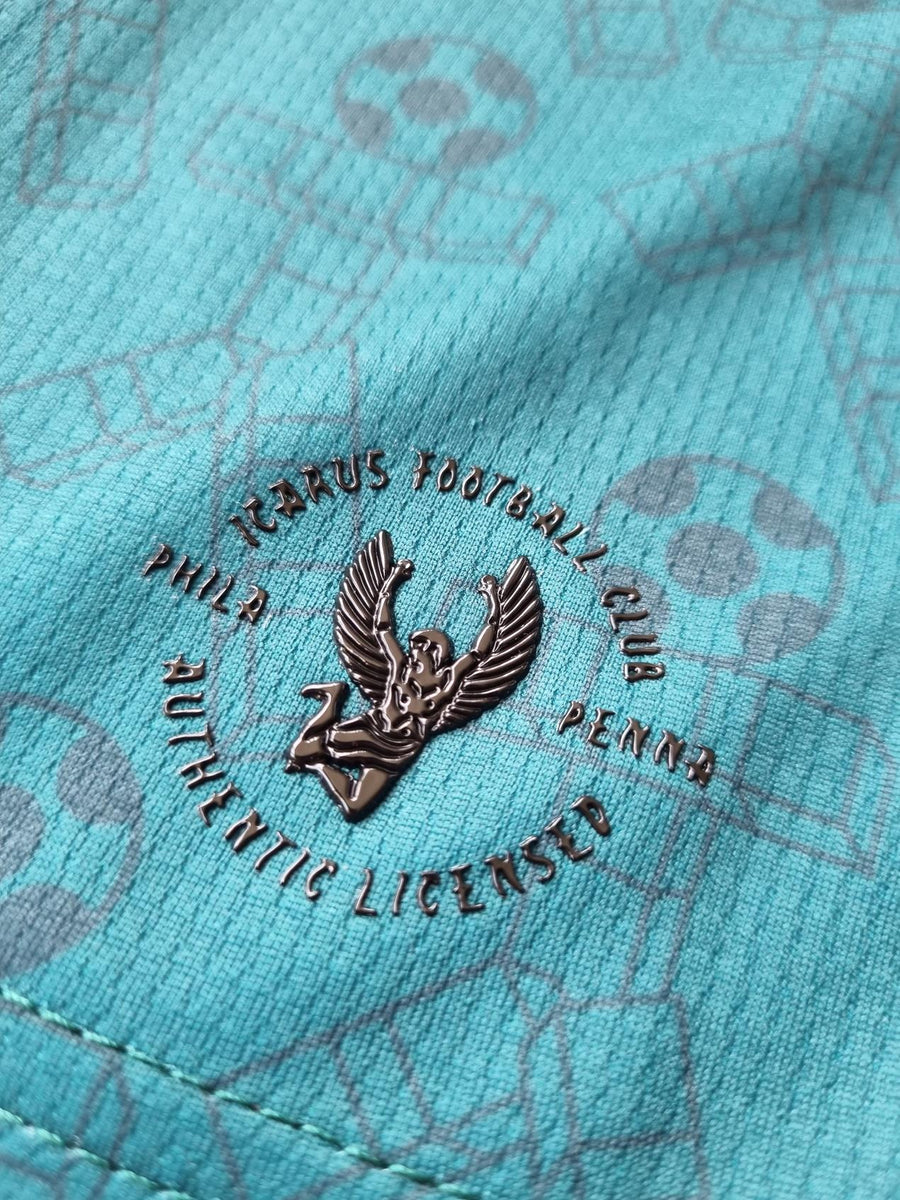 ICARUS FOOTBALL CLUB
PHILA PENNA
AUTHENTIC LICENSED